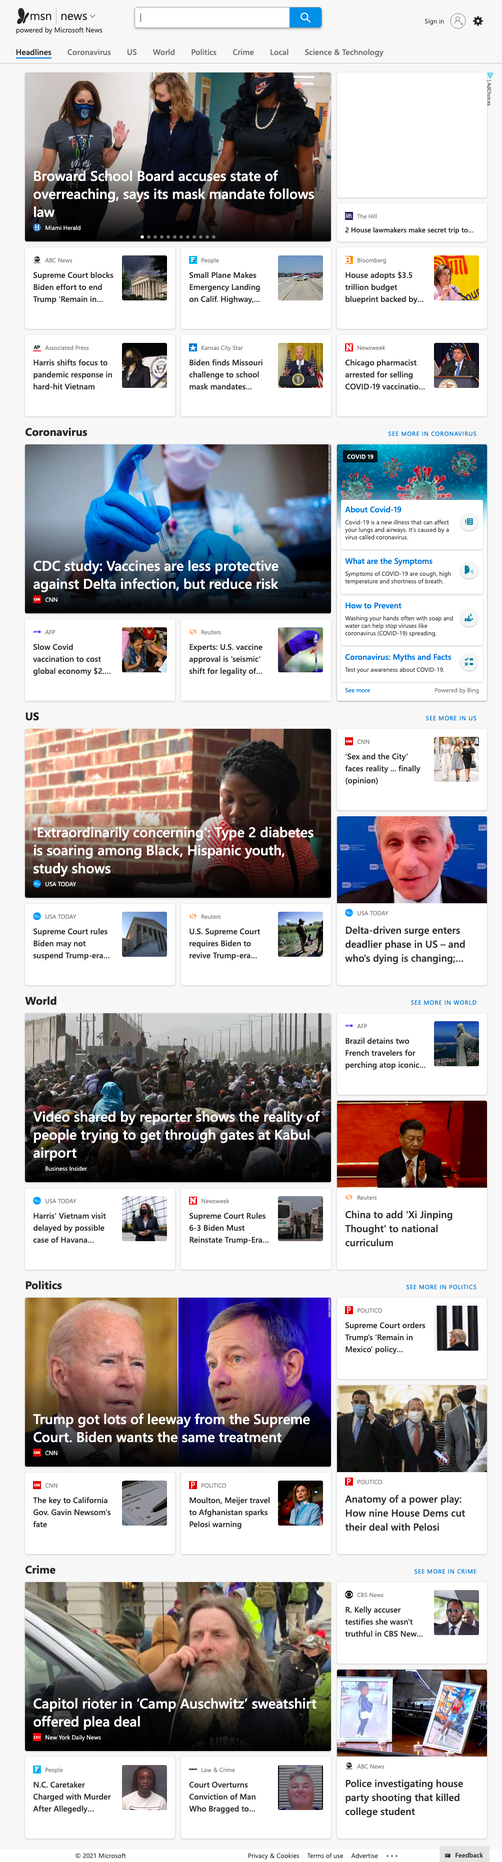 msn | news
powered by Microsoft News
Sign in
Headlines Coronavirus US World Politics Crime Local Science & Technology
AdChoices
Broward School Board accuses state of
overreaching, says its mask mandate follows
law
Miami Herald
The Hill
2 House lawmakers make secret trip to...
ABC News
Supreme Court blocks
Biden effort to end
Trump 'Remain in...
People
Small Plane Makes
Emergency Landing
on Calif. Highway,...
Bloomberg
House adopts $3.5
trillion budget
blueprint backed by...
AP Associated Press
Harris shifts focus to
pandemic response in
hard-hit Vietnam
Kansas City Star
Biden finds Missouri
challenge to school
mask mandates...
Newsweek
Chicago pharmacist
arrested for selling
COVID-19 vaccinatio...
Coronavirus
SEE MORE IN CORONAVIRUS
CDC study: Vaccines are less protective
against Delta infection, but reduce risk
CNN
COVID 19
About Covid-19
Covid-19 is a new illness that can affect
your lungs and airways. It's caused by a
virus called coronavirus.
What are the Symptoms
Symptoms of COVID-19 are cough, high
temperature and shortness of breath.
How to Prevent
Washing your hands often with soap and
water can help stop viruses like
coronavirus (COVID-19) spreading.
Coronavirus: Myths and Facts
Test your awareness about COVID-19.
See more
Powered by Bing
AFP
Slow Covid
vaccination to cost
global economy $2....
Reuters
Experts: U.S. vaccine
approval is 'seismic'
shift for legality of...
US
SEE MORE IN US
'Extraordinarily concerning': Type 2 diabetes
is soaring among Black, Hispanic youth,
study shows
USA TODAY
CNN
'Sex and the City'
faces reality ... finally
(opinion)
USA TODAY
Delta-driven surge enters
deadlier phase in US – and
who's dying is changing;...
USA TODAY
Supreme Court rules
Biden may not
suspend Trump-era...
Reuters
U.S. Supreme Court
requires Biden to
revive Trump-era...
World
SEE MORE IN WORLD
Video shared by reporter shows the reality of
people trying to get through gates at Kabul
airport
Business Insider
AFP
Brazil detains two
French travelers for
perching atop iconic...
Reuters
China to add 'Xi Jinping
Thought' to national
curriculum
USA TODAY
Harris' Vietnam visit
delayed by possible
case of Havana...
Newsweek
Supreme Court Rules
6-3 Biden Must
Reinstate Trump-Era...
Politics
SEE MORE IN POLITICS
Trump got lots of leeway from the Supreme
Court. Biden wants the same treatment
CNN
POLITICO
Supreme Court orders
Trump's 'Remain in
Mexico' policy...
POLITICO
Anatomy of a power play:
How nine House Dems cut
their deal with Pelosi
CNN
The key to California
Gov. Gavin Newsom's
fate
POLITICO
Moulton, Meijer travel
to Afghanistan sparks
Pelosi warning
Crime
SEE MORE IN CRIME
Capitol rioter in 'Camp Auschwitz' sweatshirt
offered plea deal
New York Daily News
CBS News
R. Kelly accuser
testifies she wasn't
truthful in CBS New...
ABC News
Police investigating house
party shooting that killed
college student
People
N.C. Caretaker
Charged with Murder
After Allegedly...
Law & Crime
Court Overturns
Conviction of Man
Who Bragged to...
© 2021 Microsoft
Privacy & Cookies Terms of use Advertise ...
Feedback